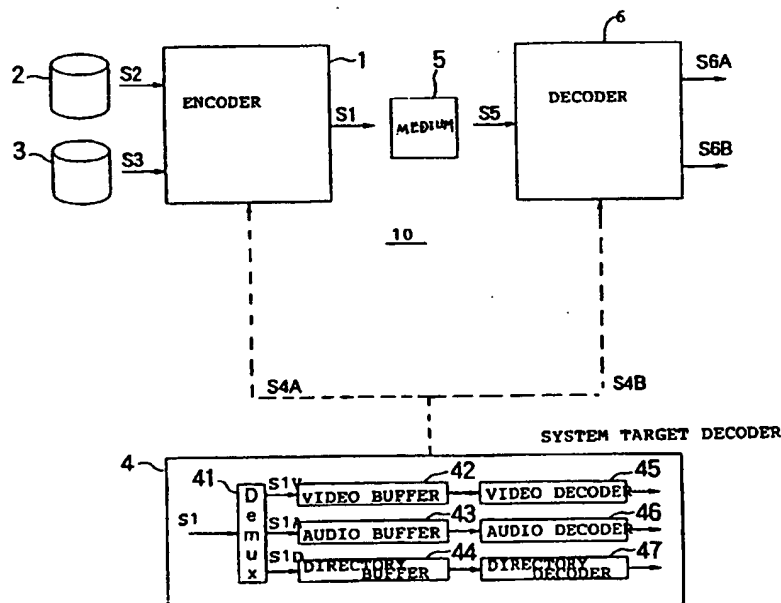 2
S2
3
S3
1
ENCODER
S1
5
MEDIUM
S5
6
DECODER
S6A
S6B
10
S4A
S4B
SYSTEM TARGET DECODER
4
S1
41
Demux
S1V
42
VIDEO BUFFER
45
VIDEO DECODER
S1A
43
AUDIO BUFFER
46
AUDIO DECODER
S1D
44
DIRECTORY BUFFER
47
DIRECTORY DECODER